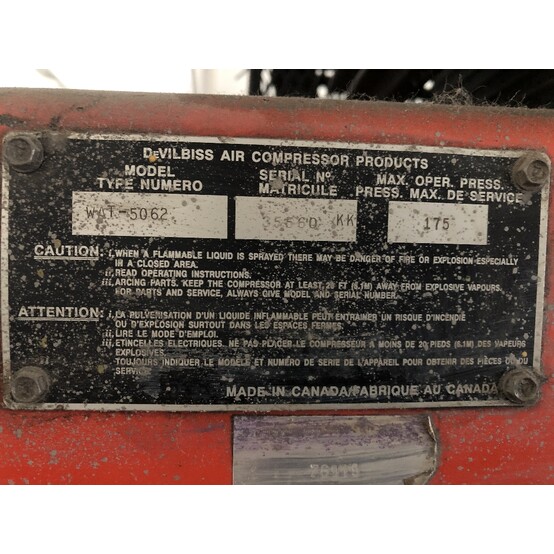 DEVILBISS AIR COMPRESSOR PRODUCTS
MODEL SERIAL Nº MAX. OPER. PRESS.
TYPE NUMERO MATRICULE PRESS. MAX. DE SERVICE
WAT-5062 KK 175
CAUTION: i. WHEN A FLAMMABLE LIQUID IS SPRAYED THERE MAY BE DANGER OF FIRE OR EXPLOSION ESPECIALLY
IN A CLOSED AREA.
ii. READ OPERATING INSTRUCTIONS.
iii. ARCING PARTS. KEEP THE COMPRESSOR AT LEAST 20 FT (6.1M) AWAY FROM EXPLOSIVE VAPOURS.
FOR PARTS AND SERVICE, ALWAYS GIVE MODEL AND SERIAL NUMBER.
ATTENTION: i. LA PULVERISATION D'UN LIQUIDE INFLAMMABLE PEUT ENTRAINER UN RISQUE D'INCÉNDIE
OU D'EXPLOSION SURTOUT DANS LES ESPACES FERMES.
ii. LIRE LE MODE D'EMPLOI.
iii. ETINCELLES ELECTRIQUES. NE PAS PLACER LE COMPRESSEUR A MOINS DE 20 PIEDS (6.1M) DES VAPEURS
EXPLOSIVES.
TOUJOURS INDIQUER LE MODELE ET NUMÉRO DE SERIE DE L'APPAREIL POUR OBTENIR DES PIÈCES OU DU
SERVICE.
MADE IN CANADA/FABRIQUE AU CANADA